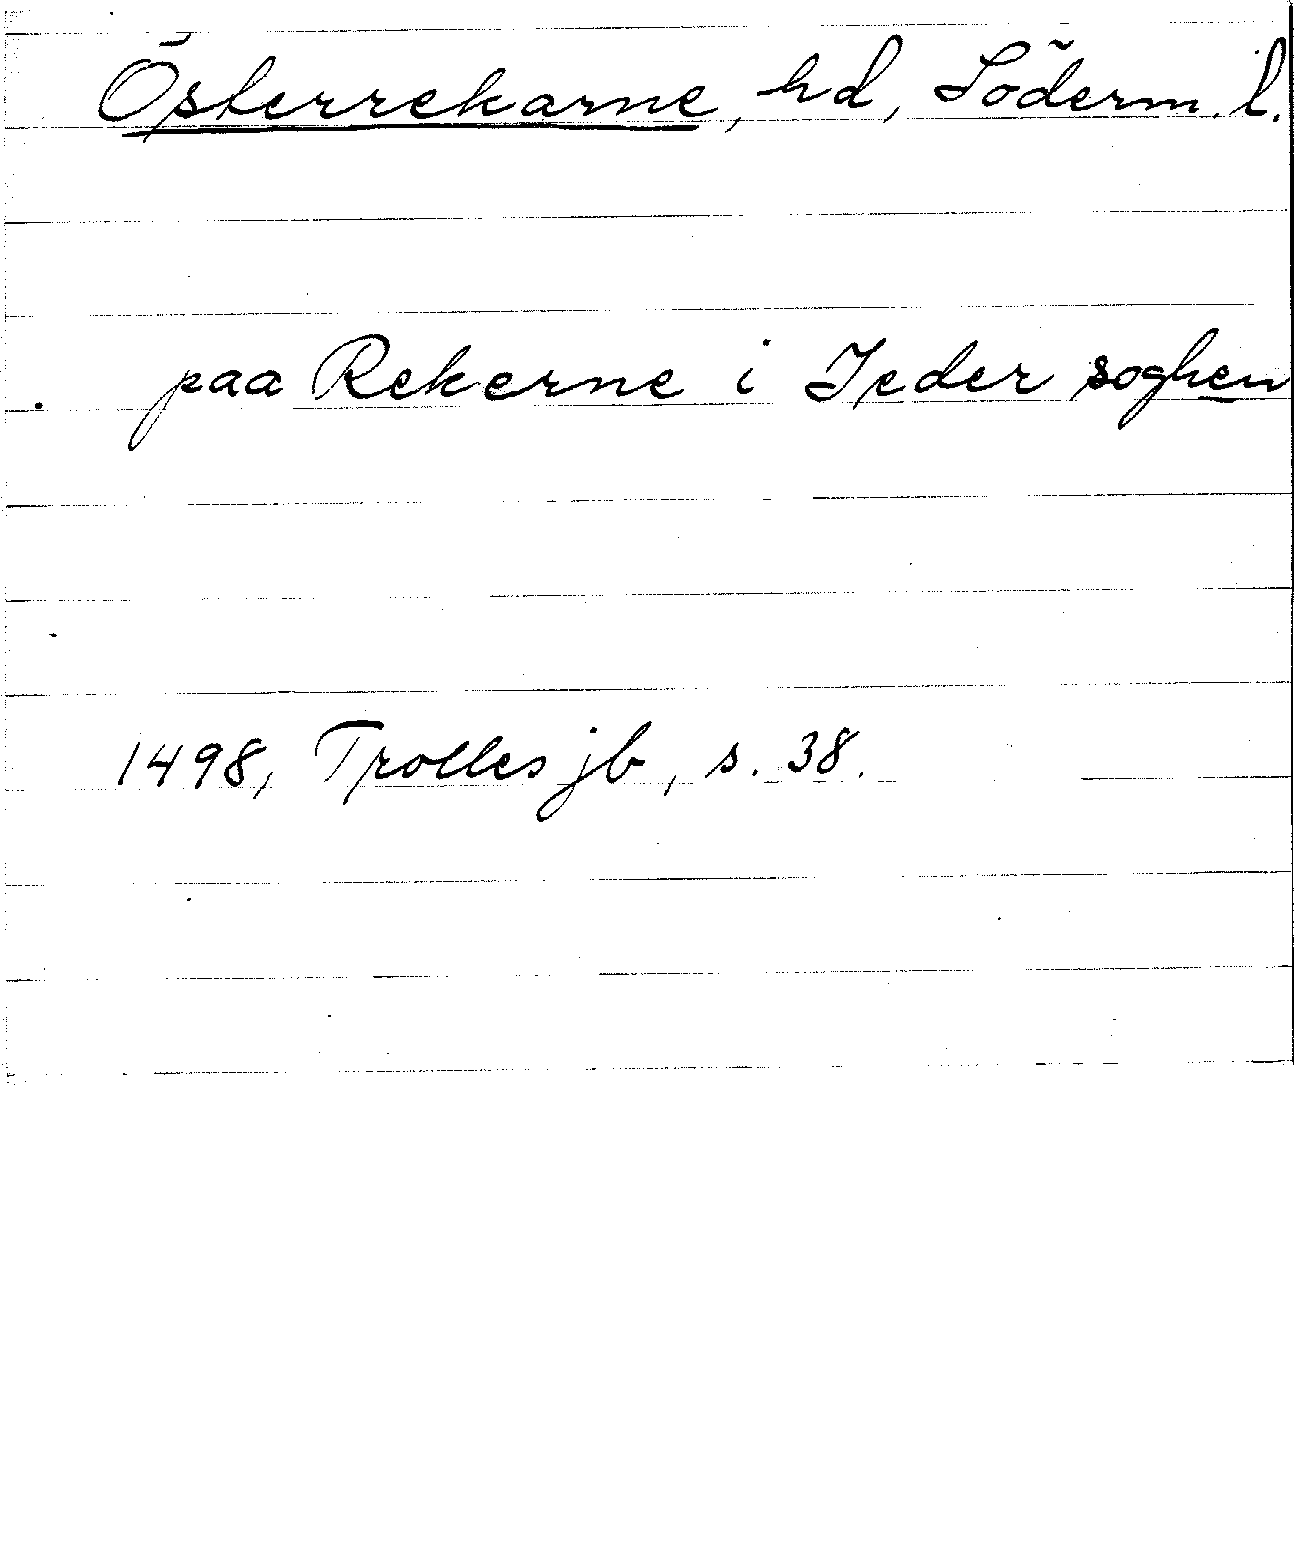 Österrekarne, hd, Söderm. l.
paa Rekerne i Jeder soghen
1498, Trolles jb, s. 38.